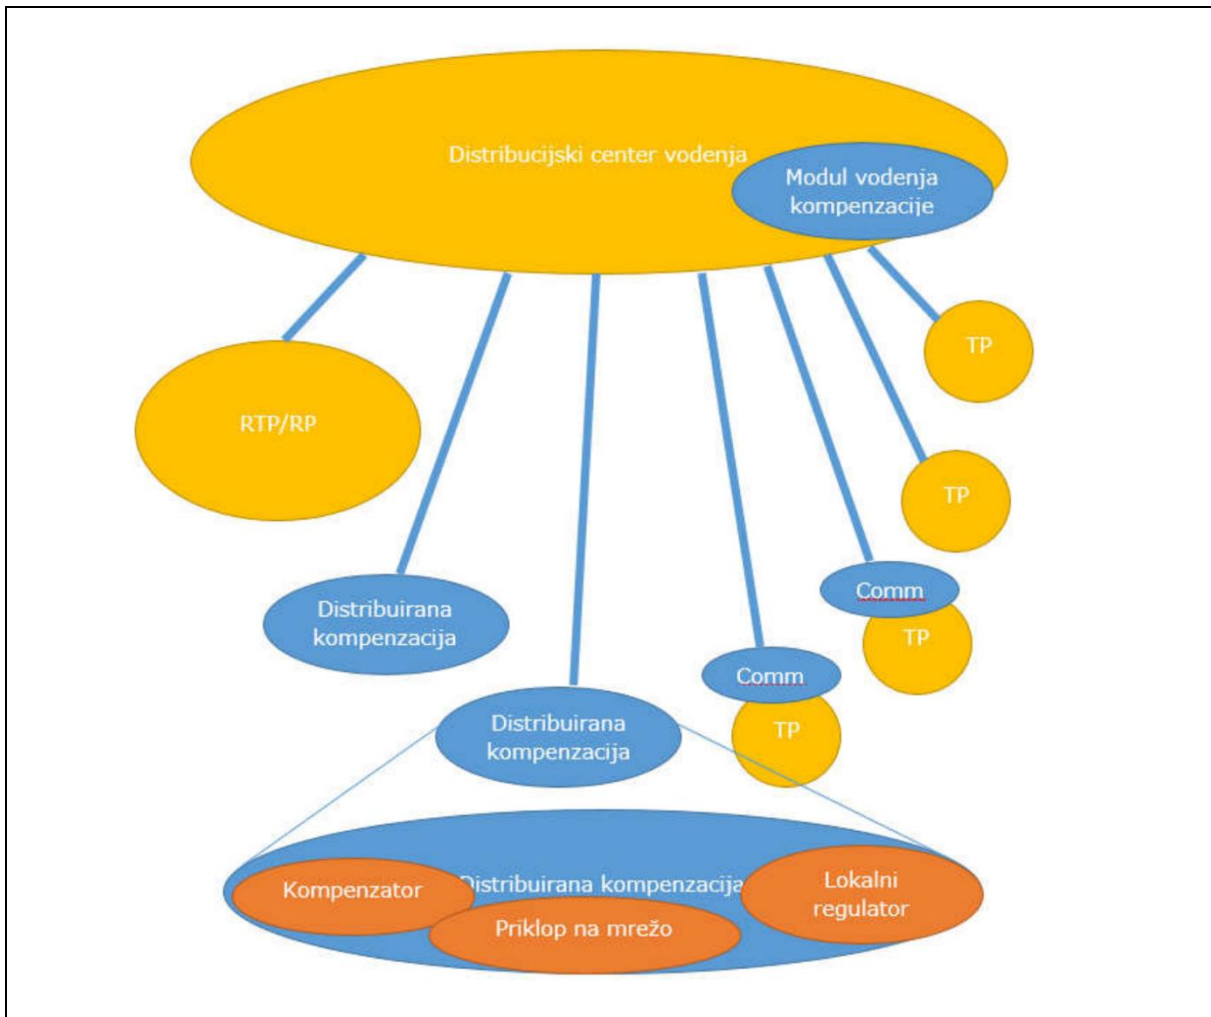 Distribucijski center vodenja
Modul vodenja
kompenzacije
TP
RTP/RP
TP
Comm
TP
Distribuirana
kompenzacija
Comm
TP
Distribuirana
kompenzacija
Distribuirana kompenzacija
Kompenzator
Lokalni
regulator
Priklop na mrežo